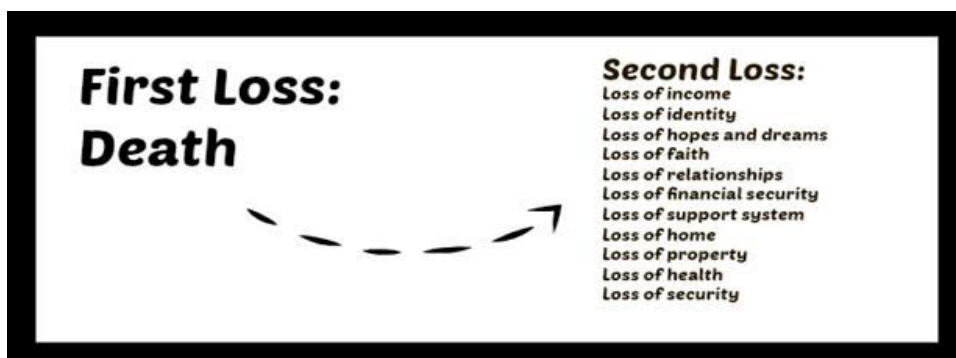 First Loss:
Death
Second Loss:
Loss of income
Loss of identity
Loss of hopes and dreams
Loss of faith
Loss of relationships
Loss of financial security
Loss of support system
Loss of home
Loss of property
Loss of health
Loss of security